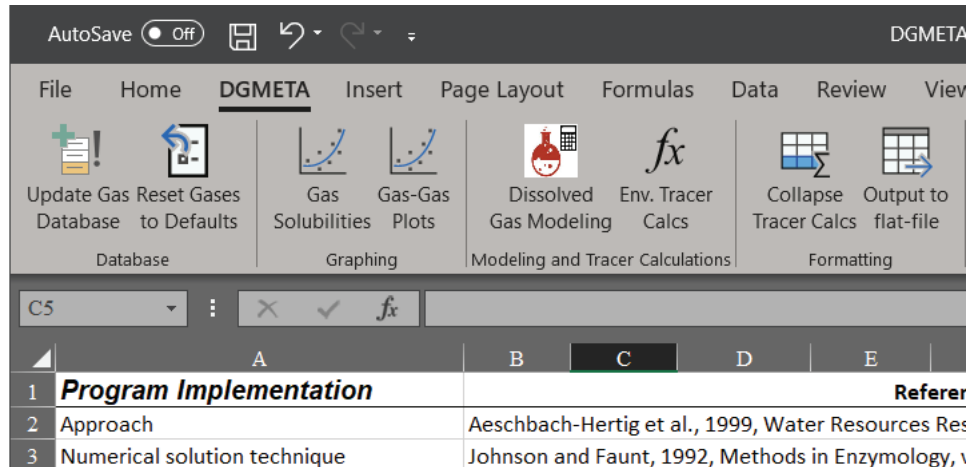 AutoSave Off DGMETA
File Home DGMETA Insert Page Layout Formulas Data Review View
Update Gas Reset Gases Gas Gas-Gas Dissolved Env. Tracer Collapse Output to
Database to Defaults Solubilities Plots Gas Modeling Calcs Tracer Calcs flat-file
Database Graphing Modeling and Tracer Calculations Formatting
C5 fx
A B C D E
1 Program Implementation Referen
2 Approach Aeschbach-Hertig et al., 1999, Water Resources Res
3 Numerical solution technique Johnson and Faunt, 1992, Methods in Enzymology, v